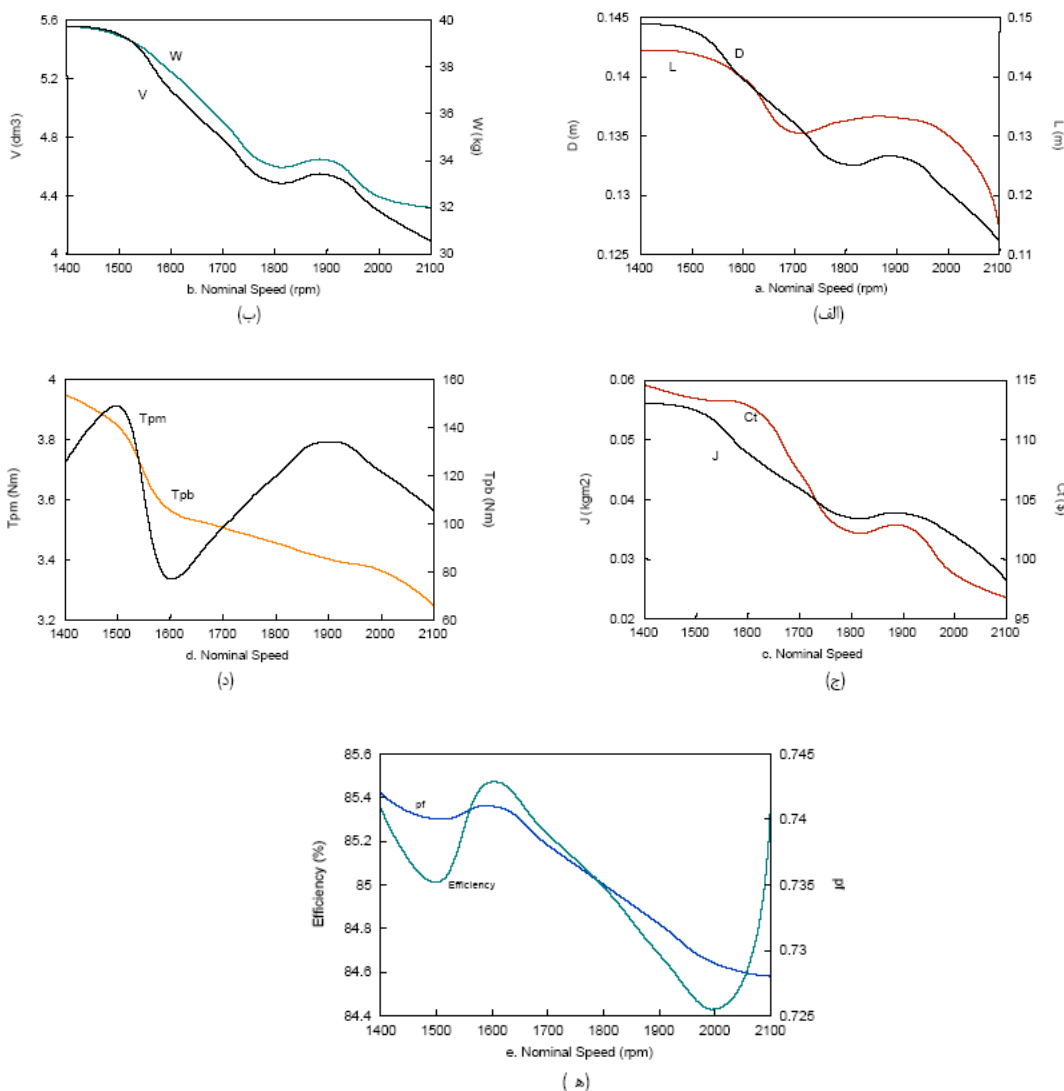 5.6
5.2
4.8
4.4
4
V (dm3)
W
V
40
38
36
34
32
30
W (kg)
1400 1500 1600 1700 1800 1900 2000 2100
b. Nominal Speed (rpm)
(ب)
0.145
0.14
0.135
0.13
0.125
D (m)
D
L
0.15
0.14
0.13
0.12
0.11
L (m)
1400 1500 1600 1700 1800 1900 2000 2100
a. Nominal Speed (rpm)
(الف)
4
3.8
3.6
3.4
3.2
Tpm (Nm)
Tpm
Tpb
160
140
120
100
80
60
Tpb (Nm)
1400 1500 1600 1700 1800 1900 2000 2100
d. Nominal Speed
(د)
0.06
0.05
0.04
0.03
0.02
J (kgm2)
Ct
J
115
110
105
100
95
Ct ($)
1400 1500 1600 1700 1800 1900 2000 2100
c. Nominal Speed
(ج)
85.6
85.4
85.2
85
84.8
84.6
84.4
Efficiency (%)
pf
Efficiency
0.745
0.74
0.735
0.73
0.725
pf
1400 1500 1600 1700 1800 1900 2000 2100
e. Nominal Speed (rpm)
(ه)